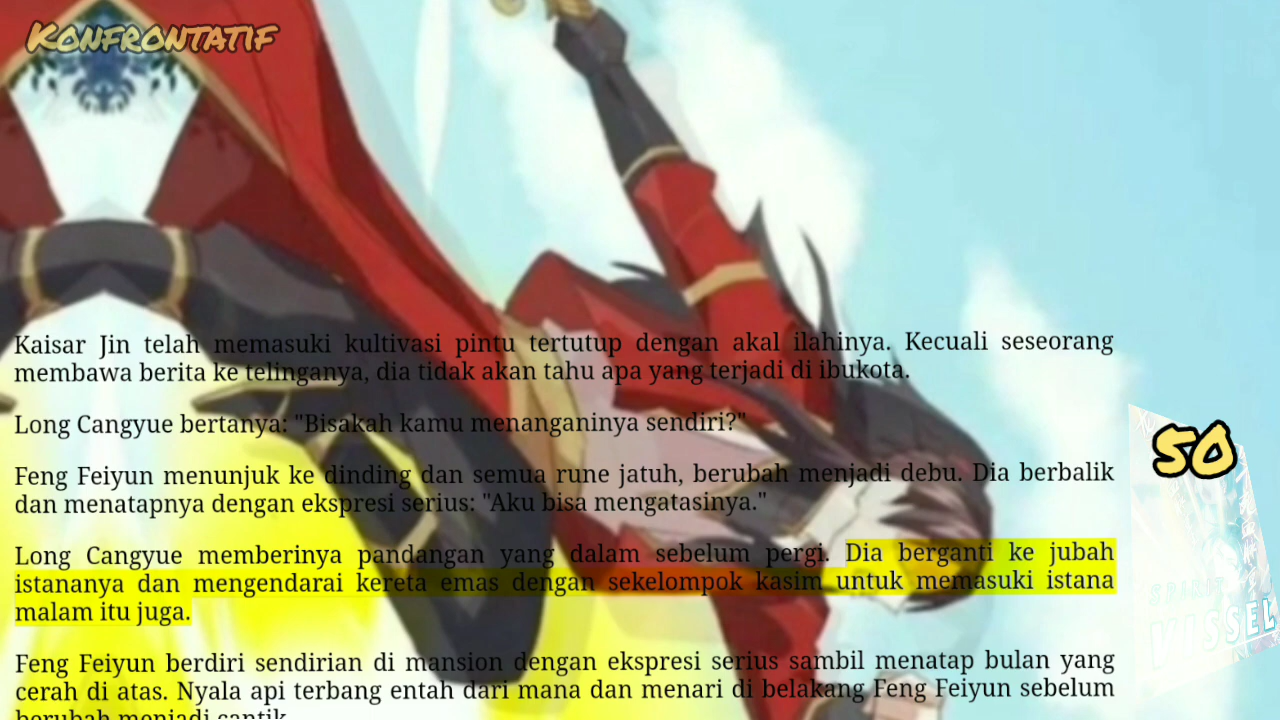 Konfrontatif
Kaisar Jin telah memasuki kultivasi pintu tertutup dengan akal ilahinya. Kecuali seseorang
membawa berita ke telinganya, dia tidak akan tahu apa yang terjadi di ibukota.
Long Cangyue bertanya: "Bisakah kamu menanganinya sendiri?"
50
Feng Feiyun menunjuk ke dinding dan semua rune jatuh, berubah menjadi debu. Dia berbalik
dan menatapnya dengan ekspresi serius: "Aku bisa mengatasinya."
Long Cangyue memberinya pandangan yang dalam sebelum pergi. Dia berganti ke jubah
istananya dan mengendarai kereta emas dengan sekelompok kasim untuk memasuki istana
malam itu juga.
SPIRIT
VESSEL
Feng Feiyun berdiri sendirian di mansion dengan ekspresi serius sambil menatap bulan yang
cerah di atas. Nyala api terbang entah dari mana dan menari di belakang Feng Feiyun sebelum
berubah menjadi cantik.